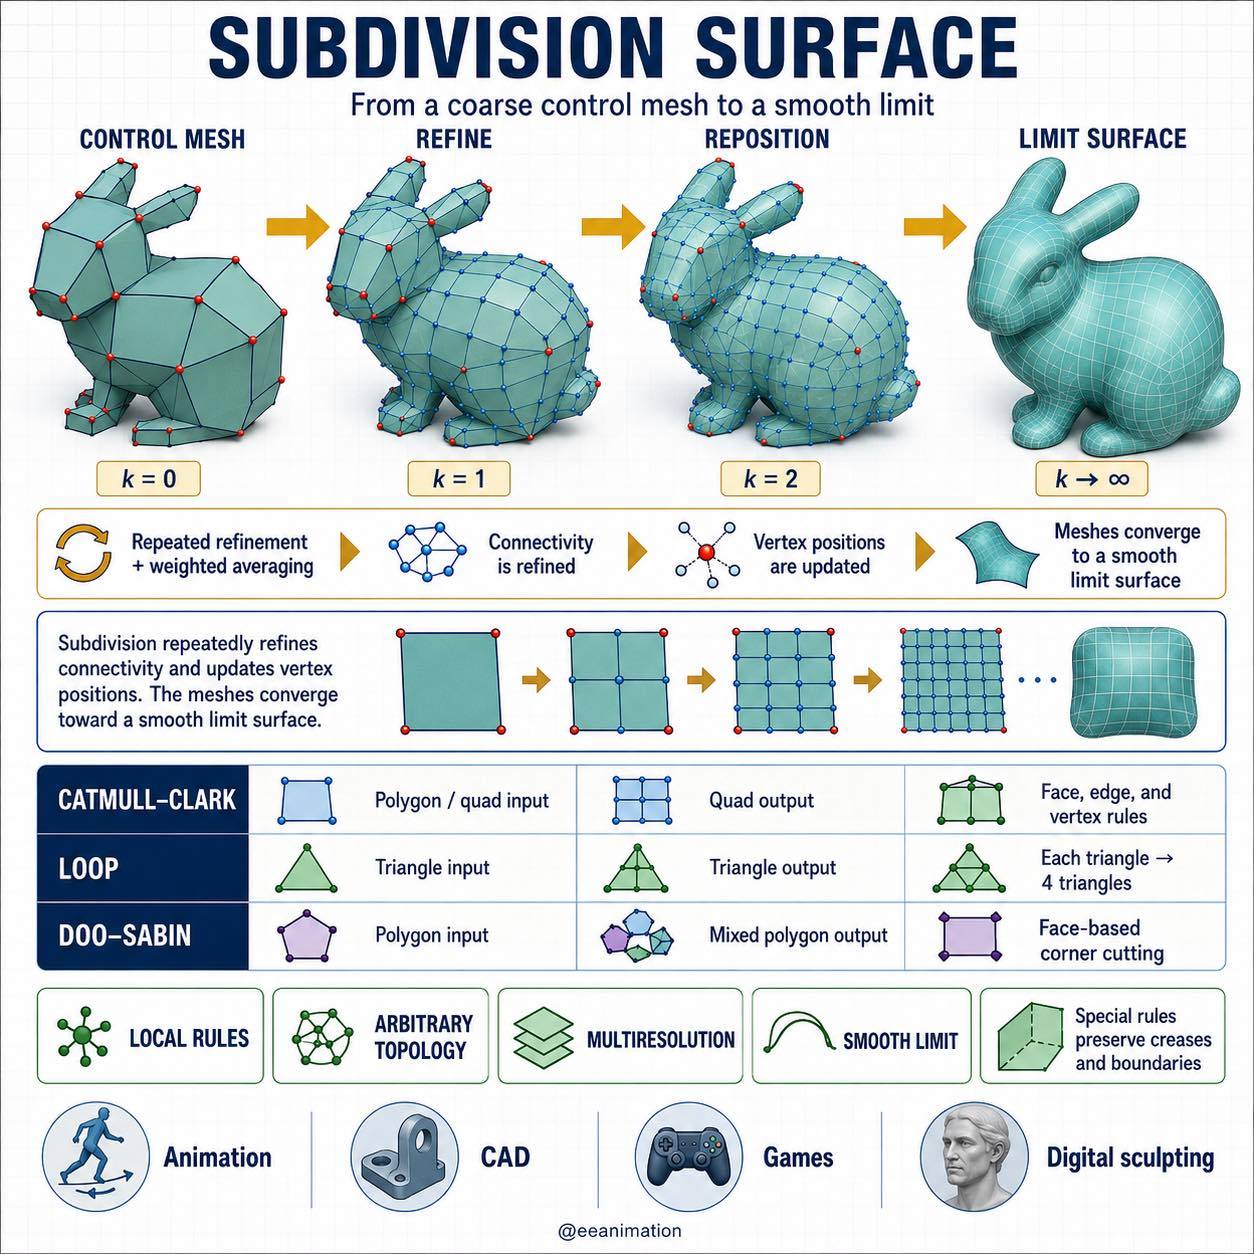 SUBDIVISION SURFACE
From a coarse control mesh to a smooth limit
CONTROL MESH
REFINE
REPOSITION
LIMIT SURFACE
k = 0
k = 1
k = 2
k → ∞
Repeated refinement
+ weighted averaging
Connectivity
is refined
Vertex positions
are updated
Meshes converge
to a smooth
limit surface
Subdivision repeatedly refines
connectivity and updates vertex
positions. The meshes converge
toward a smooth limit surface.
CATMULL–CLARK
Polygon / quad input
Quad output
Face, edge, and
vertex rules
LOOP
Triangle input
Triangle output
Each triangle →
4 triangles
DOO–SABIN
Polygon input
Mixed polygon output
Face-based
corner cutting
LOCAL RULES
ARBITRARY
TOPOLOGY
MULTIRESOLUTION
SMOOTH LIMIT
Special rules
preserve creases
and boundaries
Animation
CAD
Games
Digital sculpting
@eeanimation